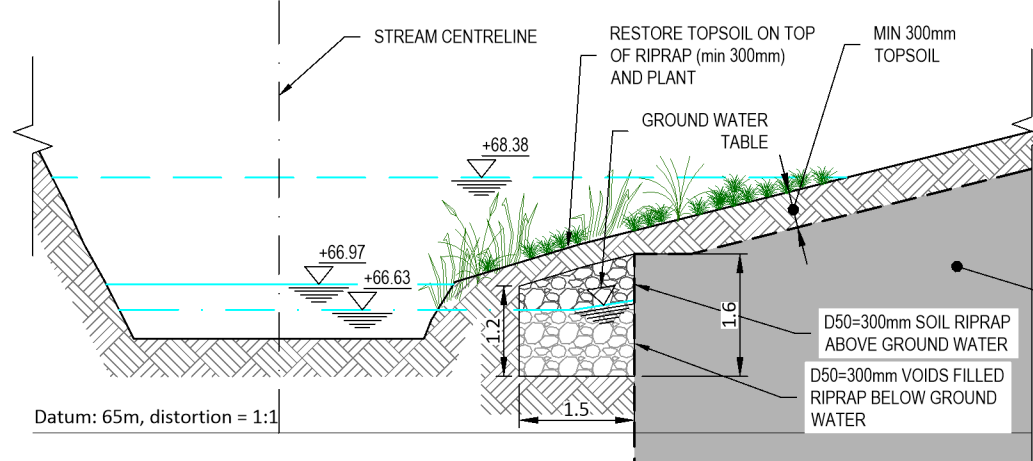 STREAM CENTRELINE
RESTORE TOPSOIL ON TOP
OF RIPRAP (min 300mm)
AND PLANT
MIN 300mm
TOPSOIL
GROUND WATER
TABLE
+68.38
+66.97
+66.63
1.2
1.6
1.5
D50=300mm SOIL RIPRAP
ABOVE GROUND WATER
D50=300mm VOIDS FILLED
RIPRAP BELOW GROUND
WATER
Datum: 65m, distortion = 1:1